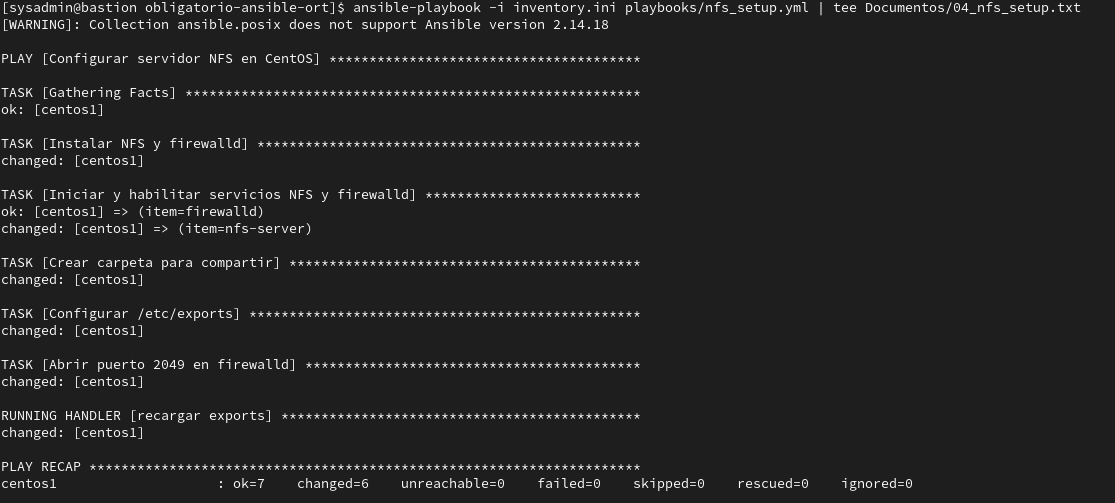 [sysadmin@bastion obligatorio-ansible-ort]$ ansible-playbook -i inventory.ini playbooks/nfs_setup.yml | tee Documentos/04_nfs_setup.txt
[WARNING]: Collection ansible.posix does not support Ansible version 2.14.18
PLAY [Configurar servidor NFS en CentOS] ***************************************
TASK [Gathering Facts] *********************************************************
ok: [centos1]
TASK [Instalar NFS y firewalld] ************************************************
changed: [centos1]
TASK [Iniciar y habilitar servicios NFS y firewalld] ***************************
ok: [centos1] => (item=firewalld)
changed: [centos1] => (item=nfs-server)
TASK [Crear carpeta para compartir] ********************************************
changed: [centos1]
TASK [Configurar /etc/exports] *************************************************
changed: [centos1]
TASK [Abrir puerto 2049 en firewalld] ******************************************
changed: [centos1]
RUNNING HANDLER [recargar exports] *********************************************
changed: [centos1]
PLAY RECAP *********************************************************************
centos1                    : ok=7    changed=6    unreachable=0    failed=0    skipped=0    rescued=0    ignored=0